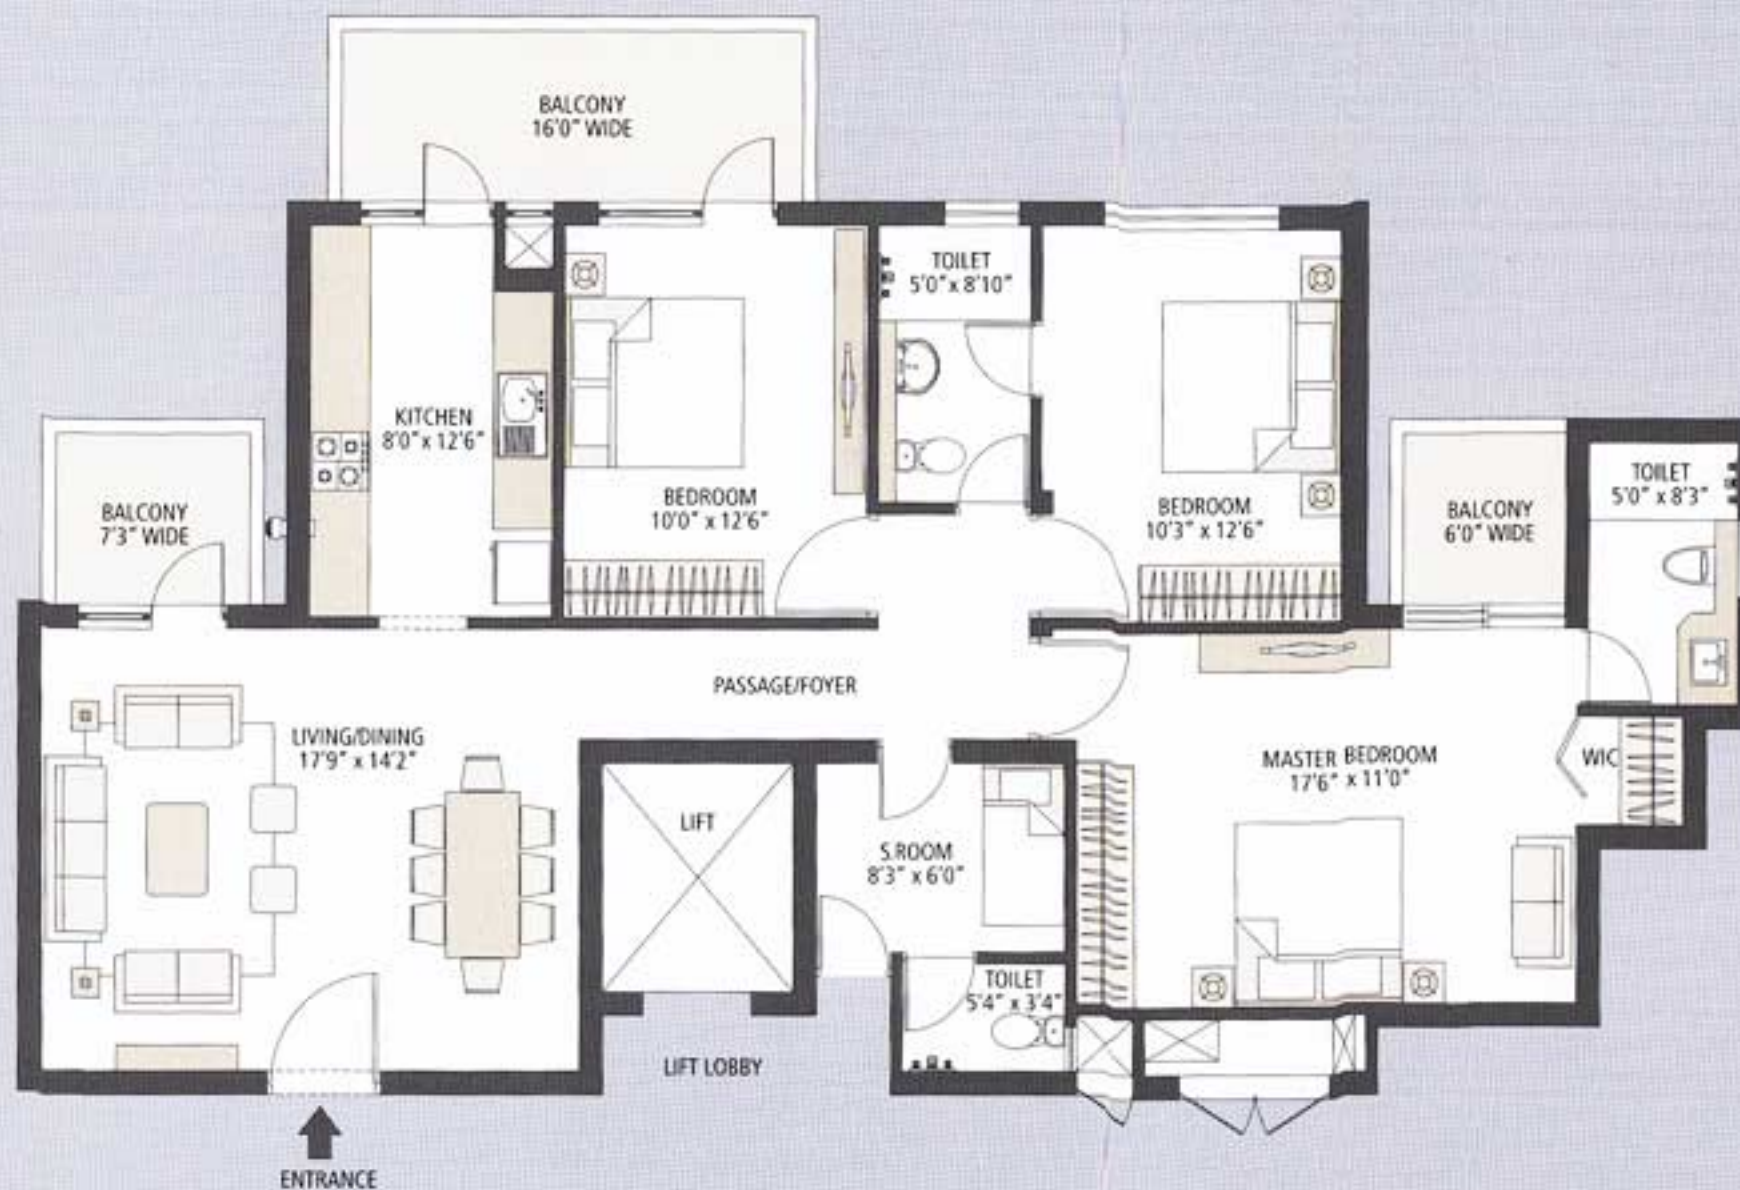 BALCONY
16'0" WIDE
TOILET
5'0" x 8'10"
KITCHEN
8'0" x 12'6"
BEDROOM
10'0" x 12'6"
BEDROOM
10'3" x 12'6"
BALCONY
7'3" WIDE
BALCONY
6'0" WIDE
TOILET
5'0" x 8'3"
PASSAGE/FOYER
LIVING/DINING
17'9" x 14'2"
MASTER BEDROOM
17'6" x 11'0"
WIC
LIFT
S.ROOM
8'3" x 6'0"
TOILET
5'4" x 3'4"
LIFT LOBBY
ENTRANCE